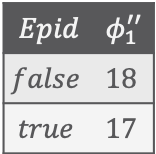 Epid ϕ₁′′
false 18
true 17